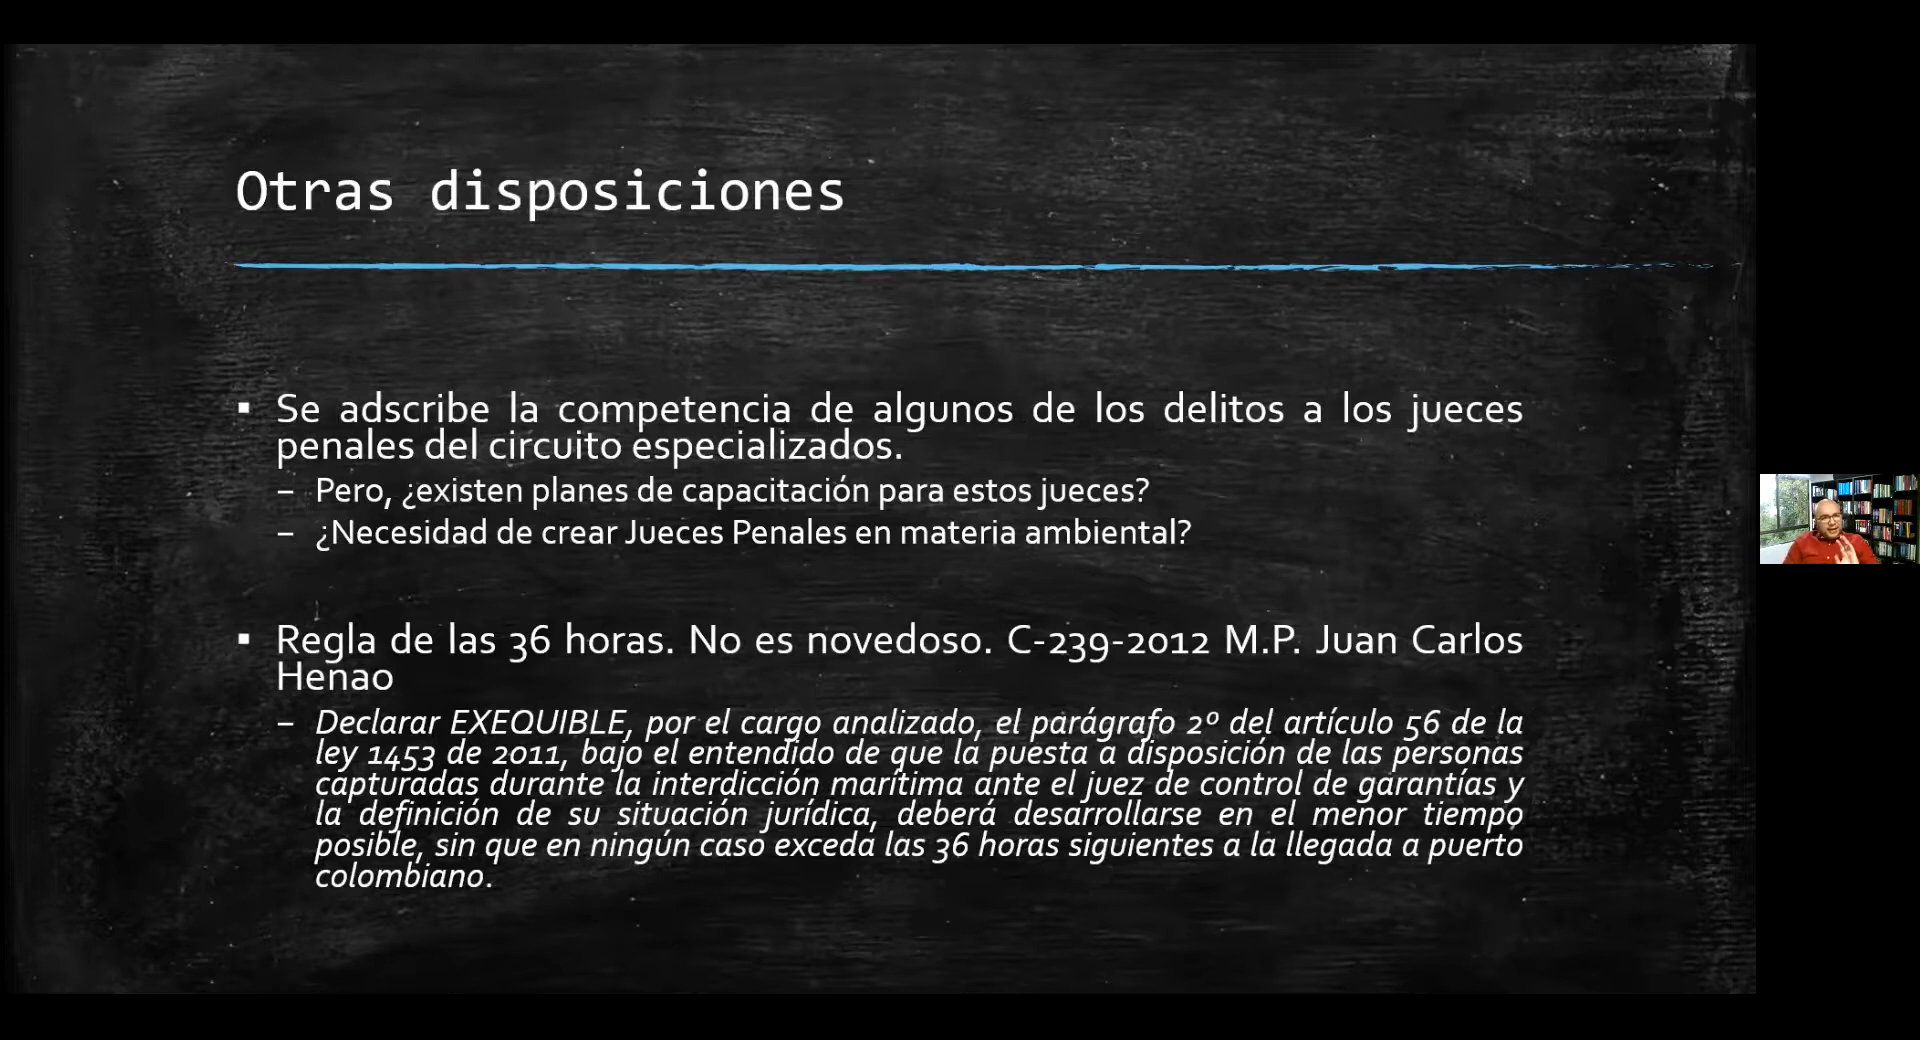 Otras disposiciones
▪ Se adscribe la competencia de algunos de los delitos a los jueces
penales del circuito especializados.
– Pero, ¿existen planes de capacitación para estos jueces?
– ¿Necesidad de crear Jueces Penales en materia ambiental?
▪ Regla de las 36 horas. No es novedoso. C-239-2012 M.P. Juan Carlos
Henao
– Declarar EXEQUIBLE, por el cargo analizado, el parágrafo 2º del artículo 56 de la
ley 1453 de 2011, bajo el entendido de que la puesta a disposición de las personas
capturadas durante la interdicción marítima ante el juez de control de garantías y
la definición de su situación jurídica, deberá desarrollarse en el menor tiempo
posible, sin que en ningún caso exceda las 36 horas siguientes a la llegada a puerto
colombiano.